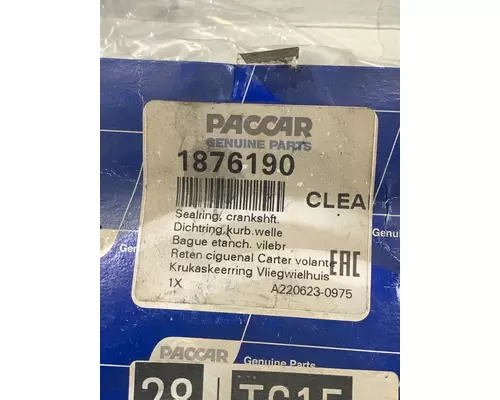 PACCAR
GENUINE PARTS
1876190
CLEA
Sealring, crankshft.
Dichtring,kurb.welle
Bague etanch. vilebr
Reten ciguenal Carter volante
Krukaskeerring Vliegwielhuis
EAC
1X
A220623-0975
PACCAR
Genuine Parts
28